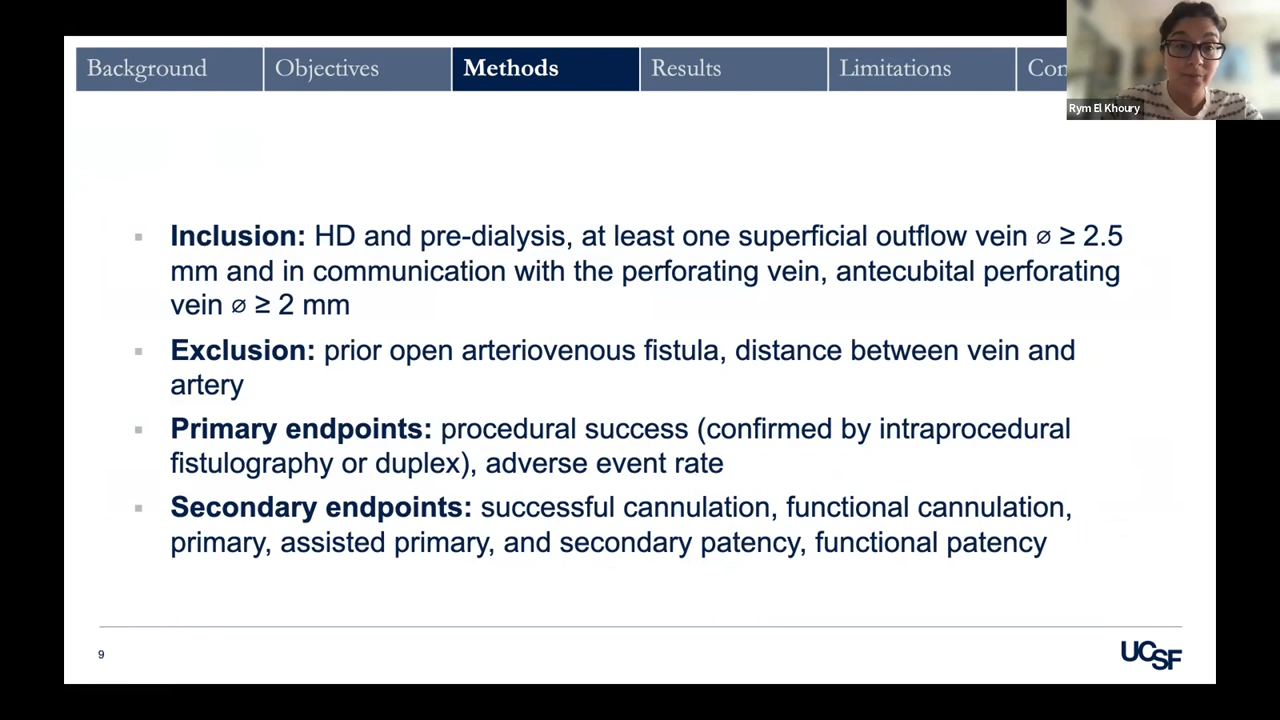 Background Objectives Methods Results Limitations Con
Rym El Khoury
▪ Inclusion: HD and pre-dialysis, at least one superficial outflow vein ⌀ ≥ 2.5
mm and in communication with the perforating vein, antecubital perforating
vein ⌀ ≥ 2 mm
▪ Exclusion: prior open arteriovenous fistula, distance between vein and
artery
▪ Primary endpoints: procedural success (confirmed by intraprocedural
fistulography or duplex), adverse event rate
▪ Secondary endpoints: successful cannulation, functional cannulation,
primary, assisted primary, and secondary patency, functional patency
9
UCSF